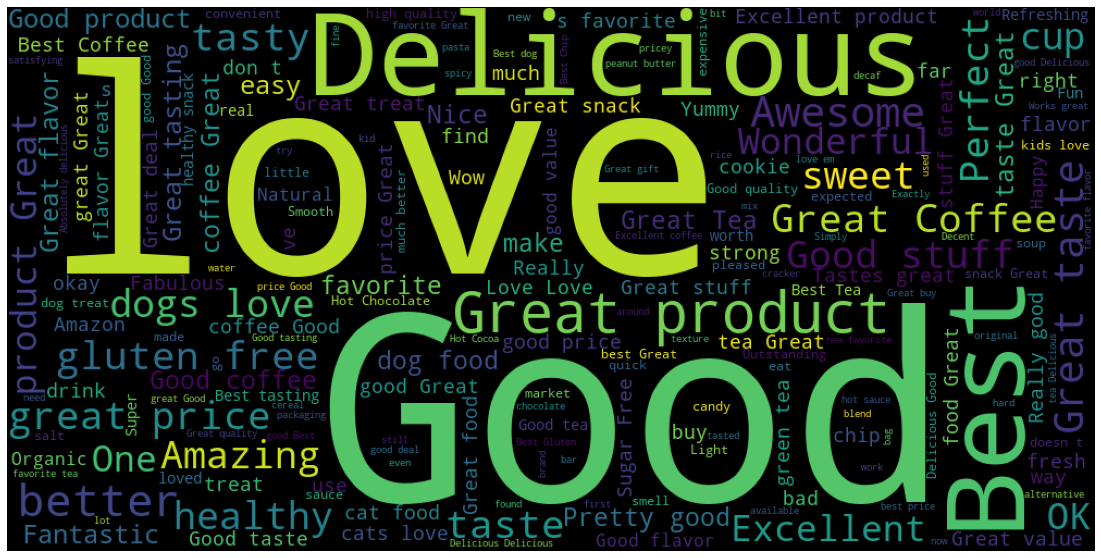 Good product
convenient
high quality
favorite Great
s favorite
new
fine
pasta
Best dog
spicy
Best Chip
pricey
peanut butter
expensive
bit
Excellent product
world
Refreshing
decaf
good Delicious
Best Coffee
satisfying
tasty
don t
Delicious
much
far
cup
right
Fun
Works great
easy
s
real
Great treat
Nice
Great snack
Yummy
Awesome
Perfect
flavor
kids love
love
Great flavor
Absolutely delicious
great Great
flavor Great
Great deal
healthy snack
good Good
Great tasting
coffee Great
kid
try
little
Natural
Smooth
ve
price Great
much better
find
Wow
good value
Great gift
rice
love em
cookie
Wonderful
expected
Good quality
sweet
used
Exactly
stuff Great
taste Great
Happy
Great taste
favorite flavor
product Great
mix
Great Tea
Excellent coffee
worth
Simply
Great Coffee
Decent
make
strong
pleased
Good stuff
soup
Really
tastes great
snack Great
cracker
water
okay
Fabulous
price Good
favorite
Love Love
Great stuff
Best Tea
Great buy
Hot Chocolate
dog treat
Amazon
dogs love
Great product
around
original
made
coffee Good
Good tasting
Hot Cocoa
good price
texture
tea Great
new favorite
best Great
Outstanding
Best
gluten free
go
dog food
quick
eat
Really good
tea Delicious
food Great
need
drink
Good coffee
Best tasting
cereal
packaging
good Great
market
chocolate
candy
hot sauce
hard
Good
great price
Super
great Good
Great food
Good tea
tasted
buy
Light
green tea
blend
chip
bag
Delicious Good
salt
Great quality
good Best
still
good deal
even
Best Gluten
brand
bar
Sugar Free
work
doesn t
Organic
One
Amazing
favorite tea
loved
treat
use
sauce
found
first
smell
bad
fresh
way
alternative
better
lot
healthy
cat food
taste
Pretty good
available
best price
OK
Fantastic
Good taste
cats love
Delicious Delicious
Good flavor
Excellent
now
Great value